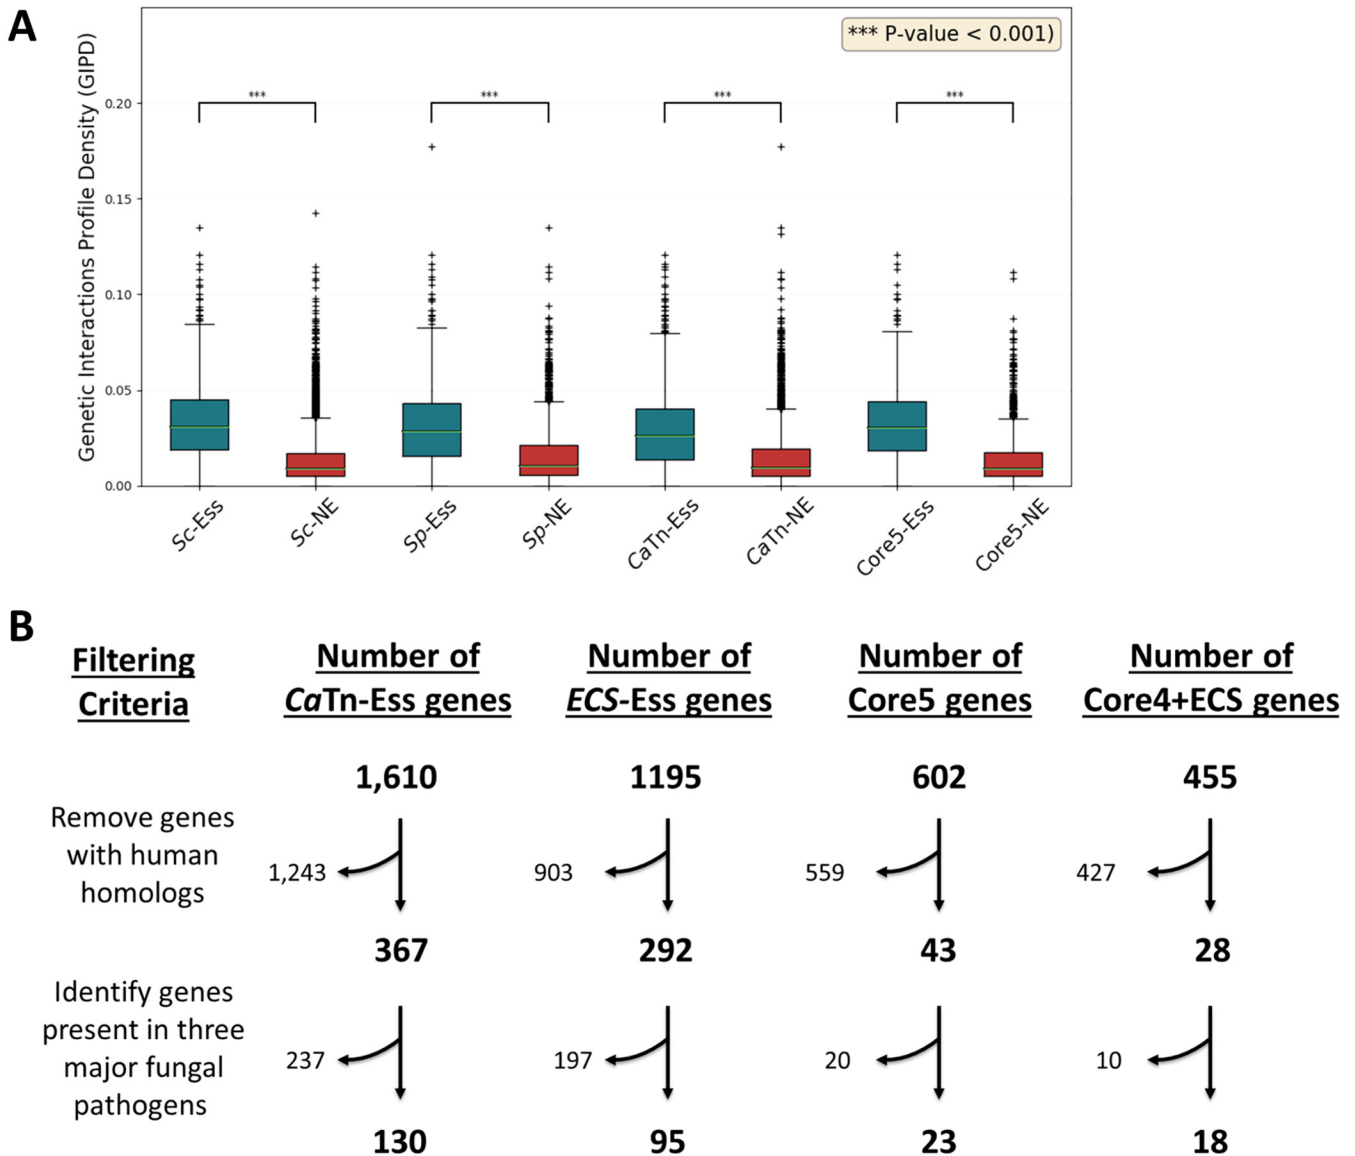 A
Genetic Interactions Profile Density (GIPD)
*** P-value < 0.001)
0.20
0.15
0.10
0.05
0.00
*** *** *** ***
Sc-Ess Sc-NE Sp-Ess Sp-NE CaTn-Ess CaTn-NE Core5-Ess Core5-NE
B
Filtering
Criteria
Number of
CaTn-Ess genes
Number of
ECS-Ess genes
Number of
Core5 genes
Number of
Core4+ECS genes
1,610 1195 602 455
Remove genes
with human
homologs
1,243 903 559 427
367 292 43 28
Identify genes
present in three
major fungal
pathogens
237 197 20 10
130 95 23 18